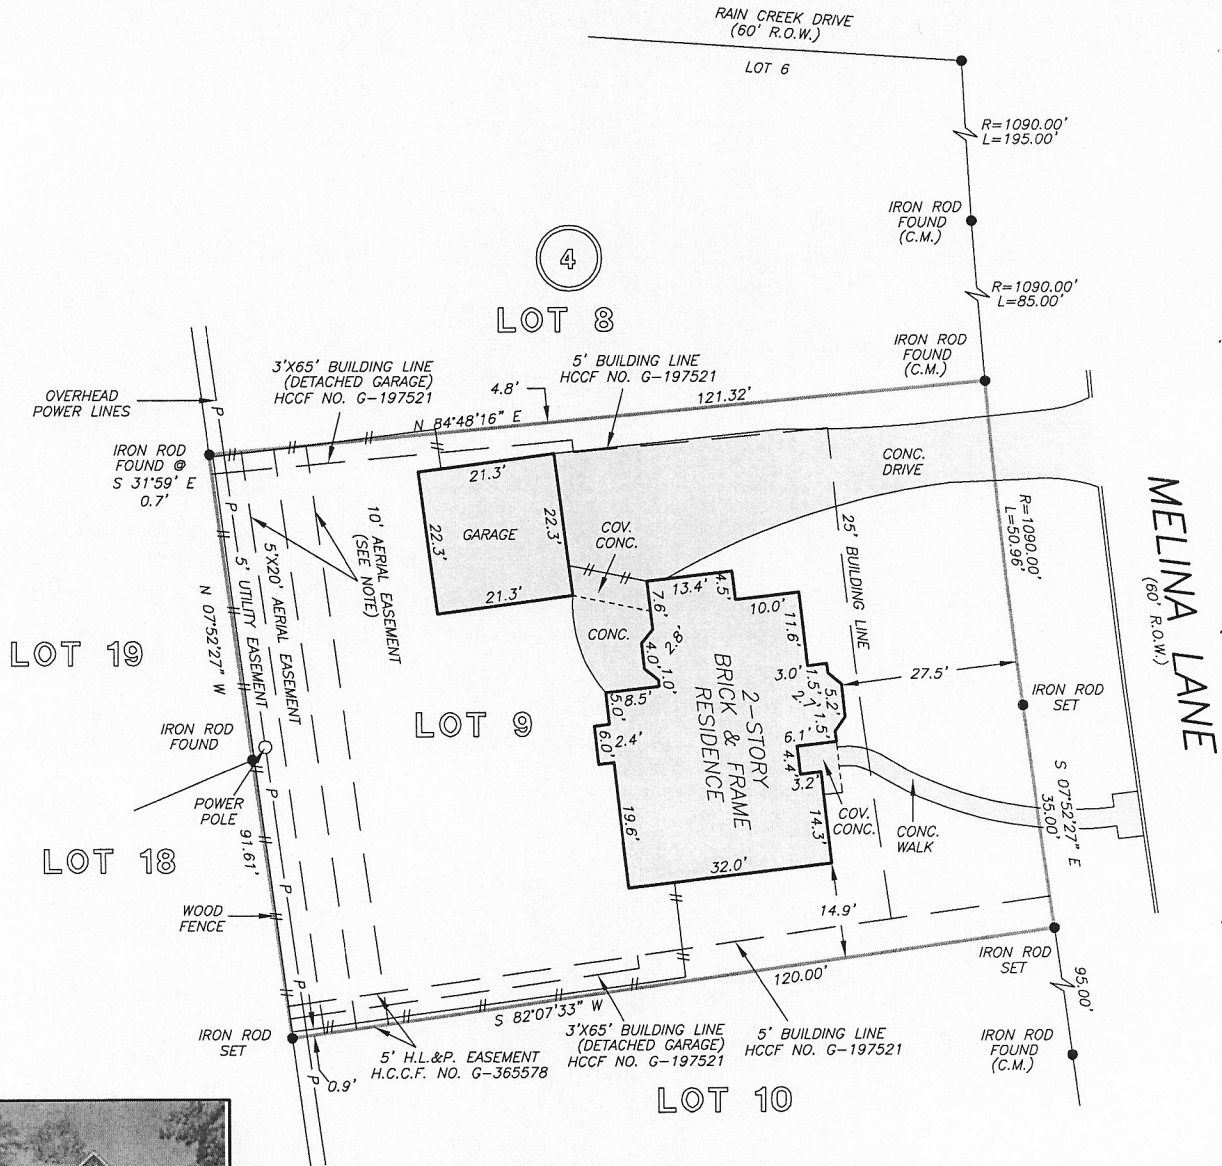 RAIN CREEK DRIVE
(60' R.O.W.)
LOT 6
R=1090.00'
L=195.00'
IRON ROD
FOUND
(C.M.)
4
LOT 8
R=1090.00'
L=85.00'
IRON ROD
FOUND
(C.M.)
3'X65' BUILDING LINE
(DETACHED GARAGE)
HCCF NO. G-197521
5' BUILDING LINE
HCCF NO. G-197521
4.8'
121.32'
N 84°48'16" E
OVERHEAD
POWER LINES
P
IRON ROD
FOUND @
S 31°59' E
0.7'
P
21.3'
22.3'
GARAGE
22.3'
21.3'
COV.
CONC.
CONC.
DRIVE
R=1090.00'
L=50.96'
MELINA LANE
(60' R.O.W.)
25' BUILDING LINE
10' AERIAL EASEMENT
(SEE NOTE)
5'X20' AERIAL EASEMENT
5' UTILITY EASEMENT
N 07°52'27" W
LOT 19
CONC.
13.4'
4.5'
10.0'
7.6'
2.8'
4.0'
1.0'
11.6'
3.0'
1.5'
2.7'
5.2'
1.5'
27.5'
8.5'
5.0'
2.4'
6.0'
6.1'
4.4'
3.2'
2-STORY
BRICK & FRAME
RESIDENCE
LOT 9
IRON ROD
SET
IRON ROD
FOUND
POWER
POLE
P
LOT 18
91.61'
19.6'
14.3'
32.0'
COV.
CONC.
CONC.
WALK
S 07°52'27" E
35.00'
WOOD
FENCE
P
14.9'
IRON ROD
SET
P
120.00'
95.00'
S 82°07'33" W
IRON ROD
SET
3'X65' BUILDING LINE
(DETACHED GARAGE)
HCCF NO. G-197521
5' BUILDING LINE
HCCF NO. G-197521
IRON ROD
FOUND
(C.M.)
5' H.L.&P. EASEMENT
H.C.C.F. NO. G-365578
0.9'
P
LOT 10